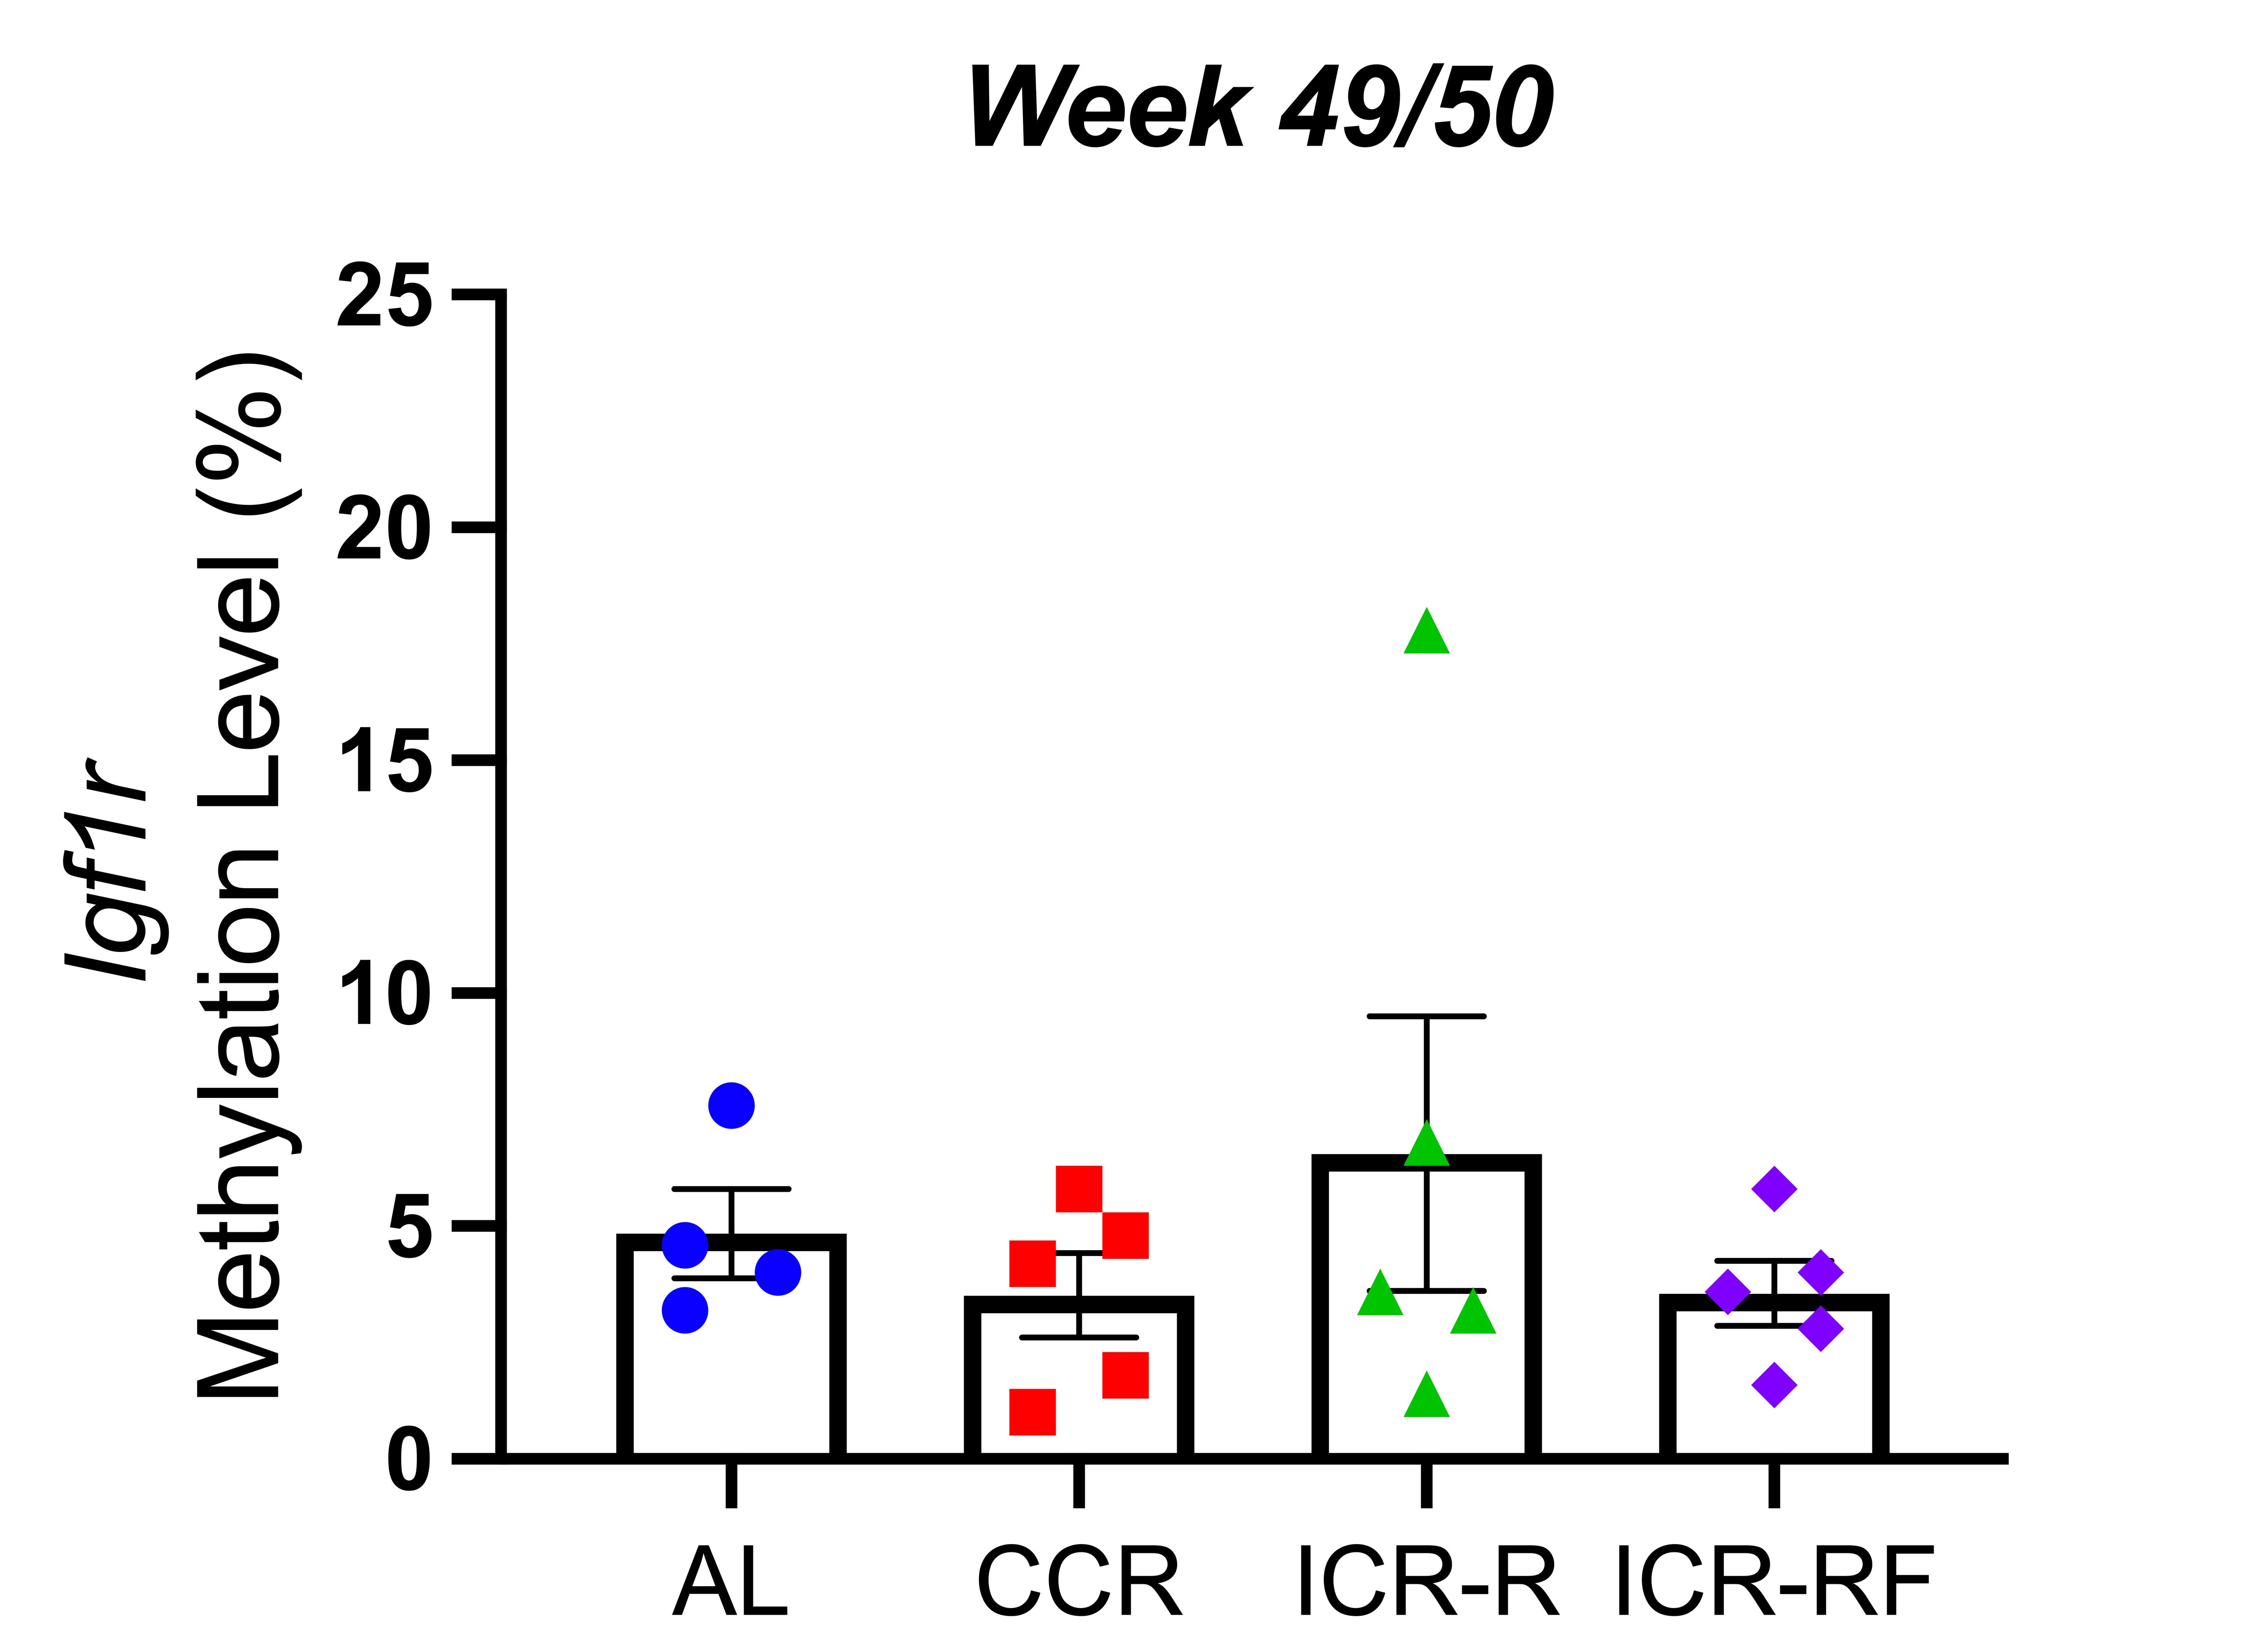 Week 49/50
Igf1r
Methylation Level (%)
25
20
15
10
5
0
AL CCR ICR-R ICR-RF